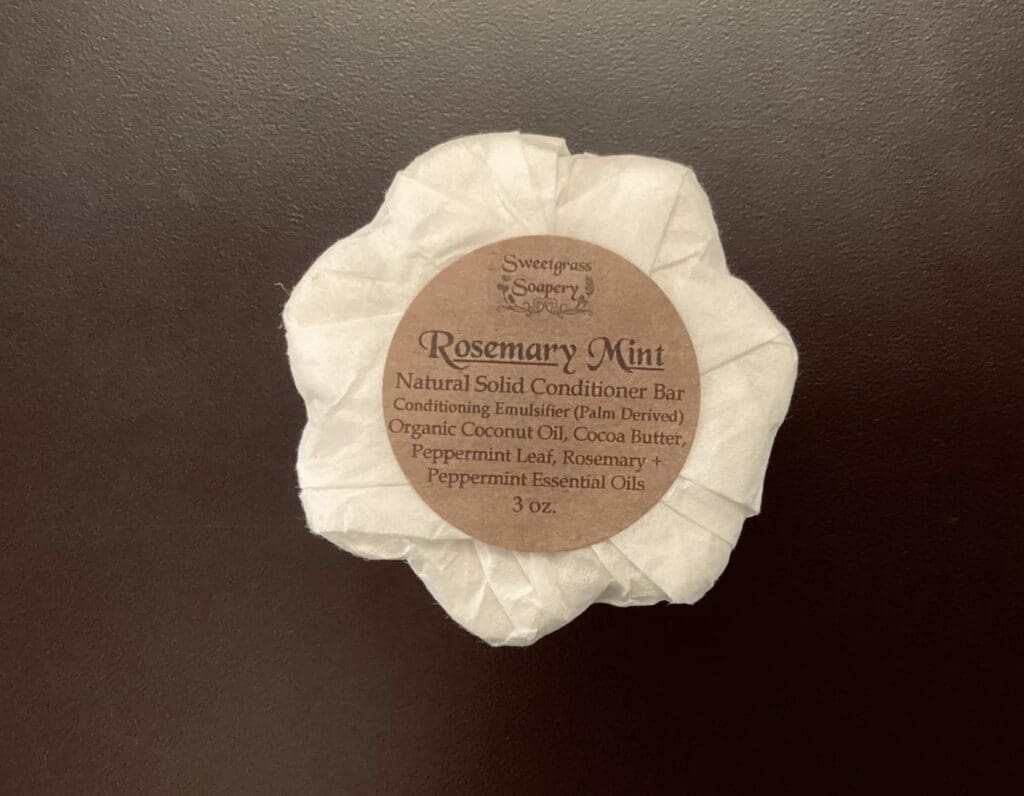 Sweetgrass
Soapery
Rosemary Mint
Natural Solid Conditioner Bar
Conditioning Emulsifier (Palm Derived)
Organic Coconut Oil, Cocoa Butter,
Peppermint Leaf, Rosemary +
Peppermint Essential Oils
3 oz.